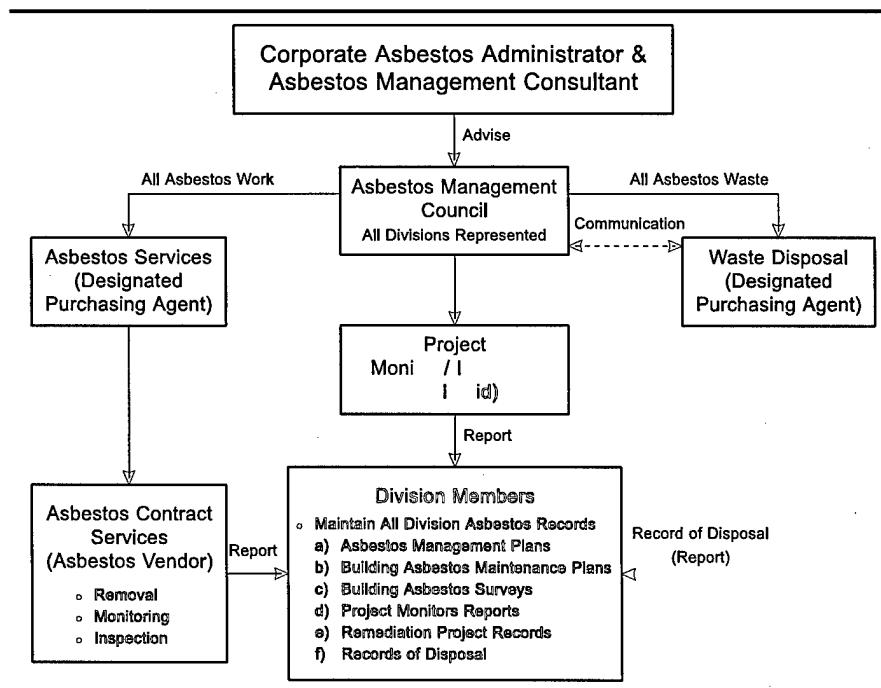 Corporate Asbestos Administrator &
Asbestos Management Consultant
Advise
All Asbestos Work
Asbestos Management
Council
All Divisions Represented
All Asbestos Waste
Communication
Asbestos Services
(Designated
Purchasing Agent)
Waste Disposal
(Designated
Purchasing Agent)
Project
Moni / I
I id)
Report
Asbestos Contract
Services
(Asbestos Vendor)
◦ Removal
◦ Monitoring
◦ Inspection
Report
Division Members
◦ Maintain All Division Asbestos Records
a) Asbestos Management Plans
b) Building Asbestos Maintenance Plans
c) Building Asbestos Surveys
d) Project Monitors Reports
e) Remediation Project Records
f) Records of Disposal
Record of Disposal
(Report)